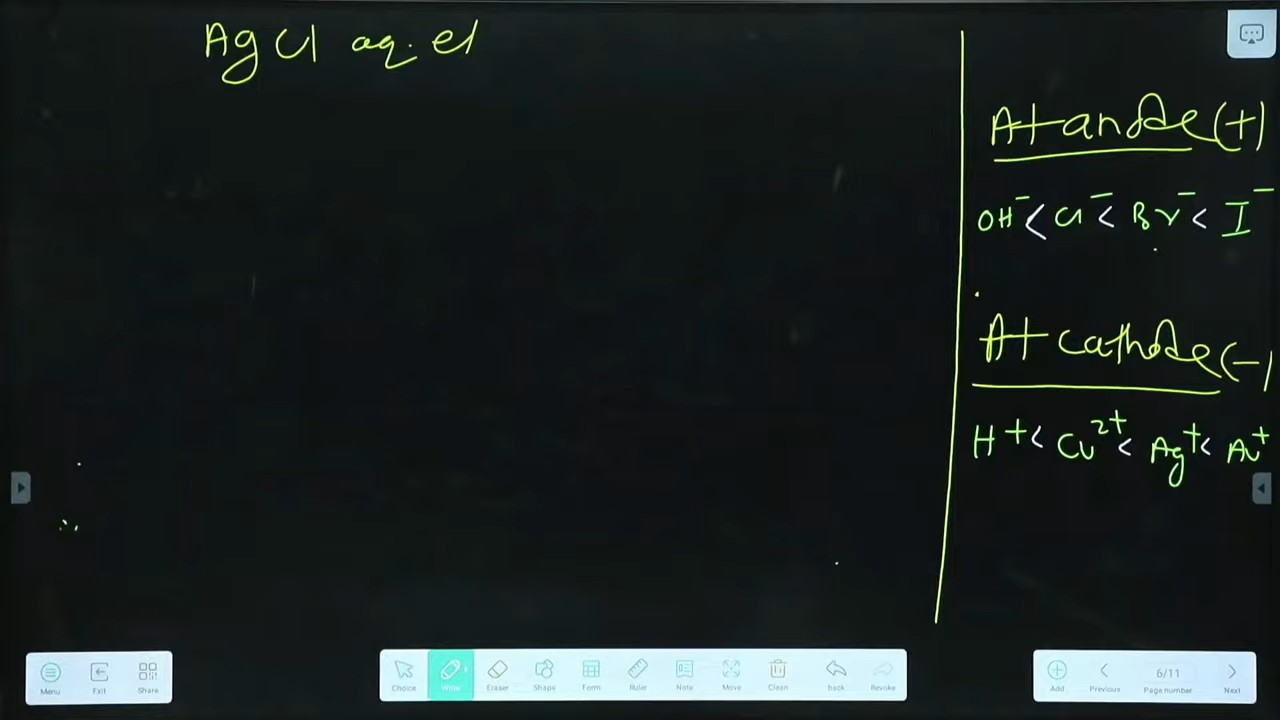 AgCl aq. el
At anode (+)
OH⁻ < Cl⁻ < Br⁻ < I⁻
At cathode (-)
H⁺ < Cu²⁺ < Ag⁺ < Au⁺
Menu
Exit
Share
Choice
Write
Eraser
Shape
Form
Ruler
Note
Move
Clean
back
Revoke
Add
Previous
6/11
Page number
Next